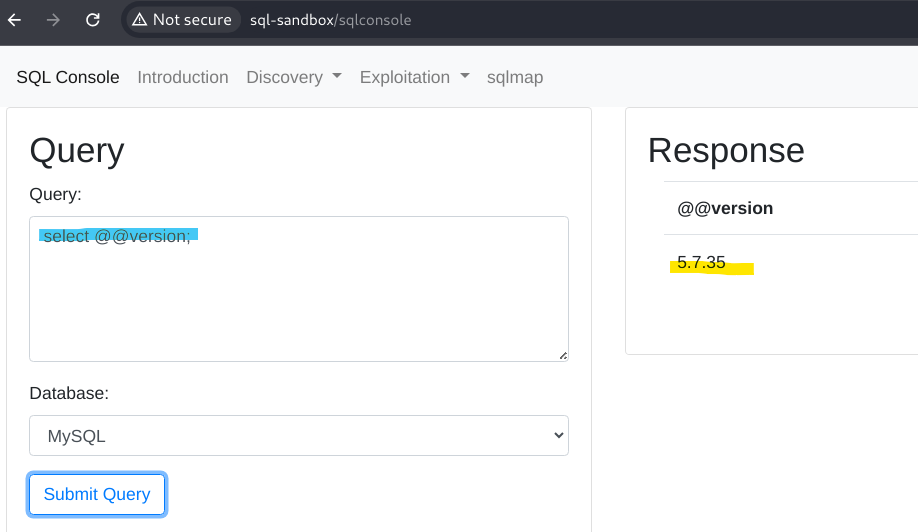 Not secure sql-sandbox/sqlconsole
SQL Console Introduction Discovery Exploitation sqlmap
Query
Query:
select @@version;
Database:
MySQL
Submit Query
Response
@@version
5.7.35